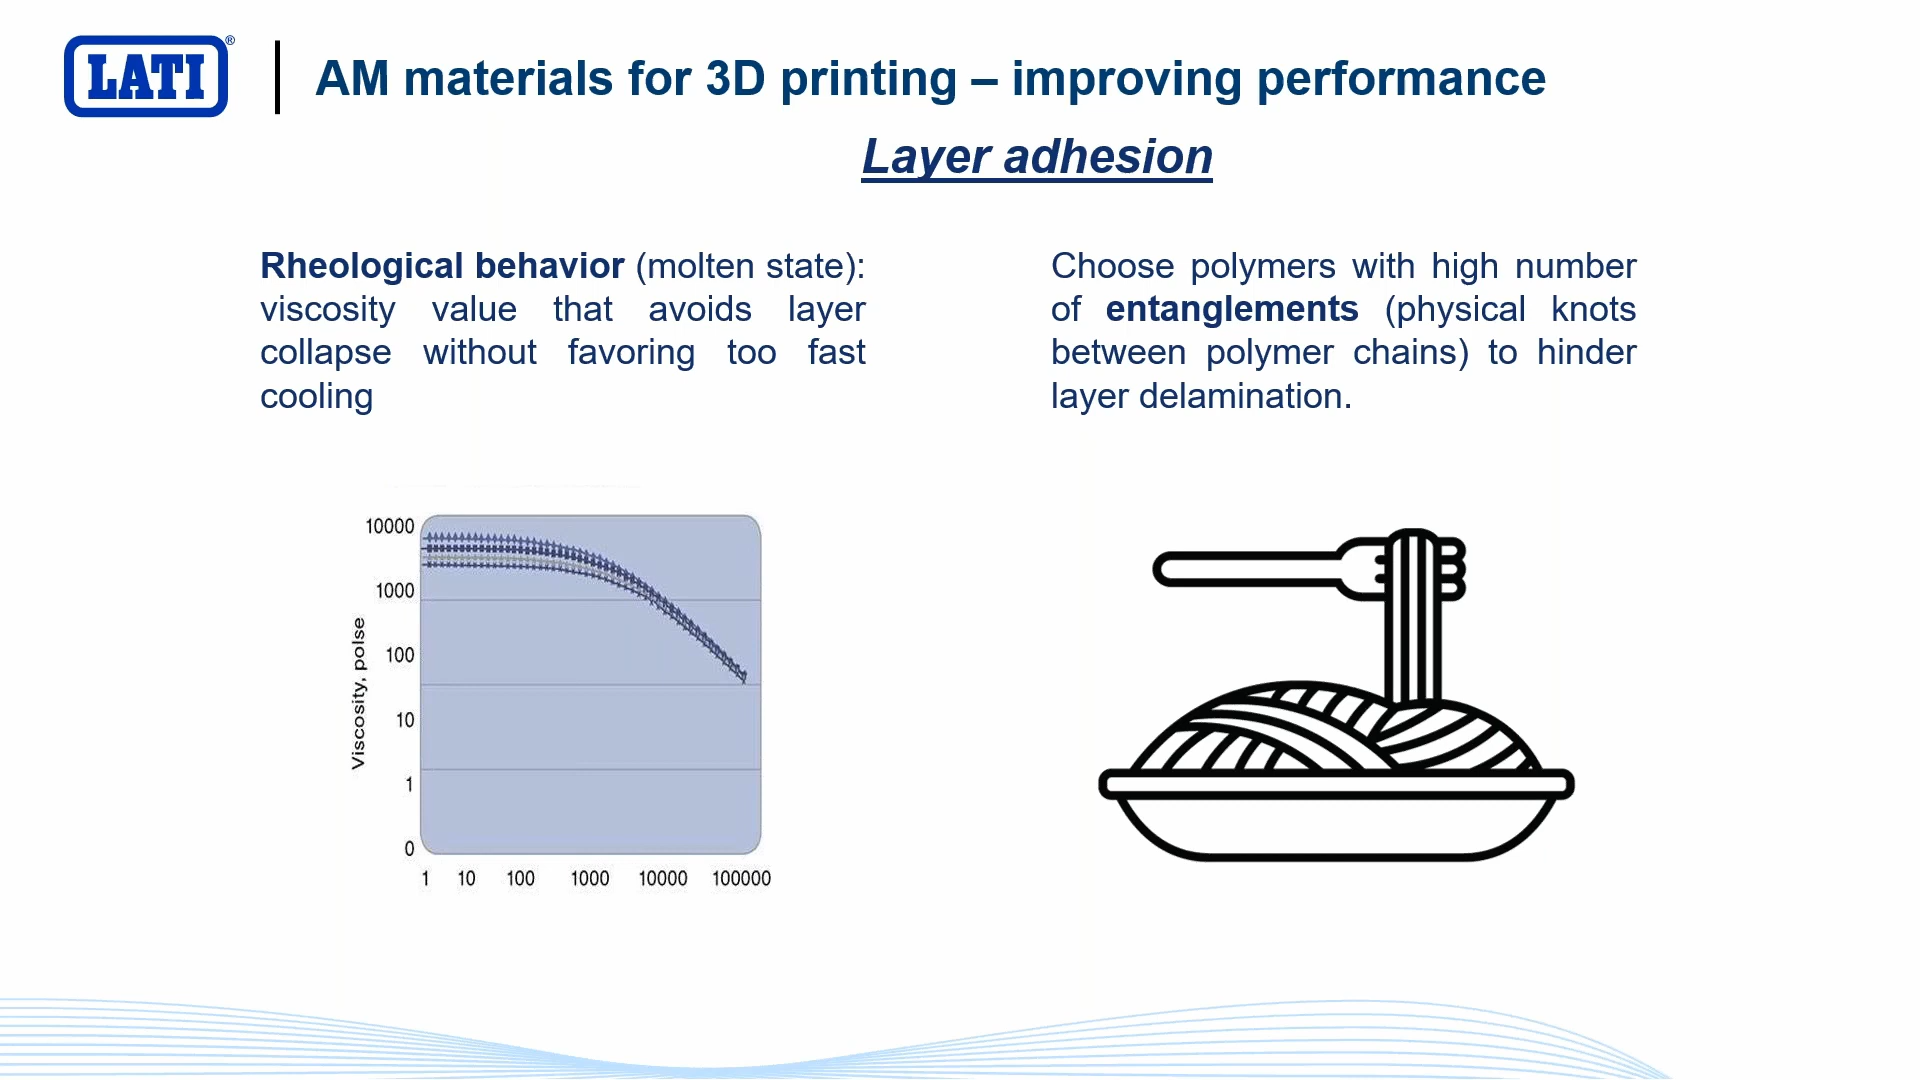 LATI®
AM materials for 3D printing – improving performance
Layer adhesion
Rheological behavior (molten state):
viscosity value that avoids layer
collapse without favoring too fast
cooling
Choose polymers with high number
of entanglements (physical knots
between polymer chains) to hinder
layer delamination.
Viscosity, polse
10000
1000
100
10
1
0
1 10 100 1000 10000 100000